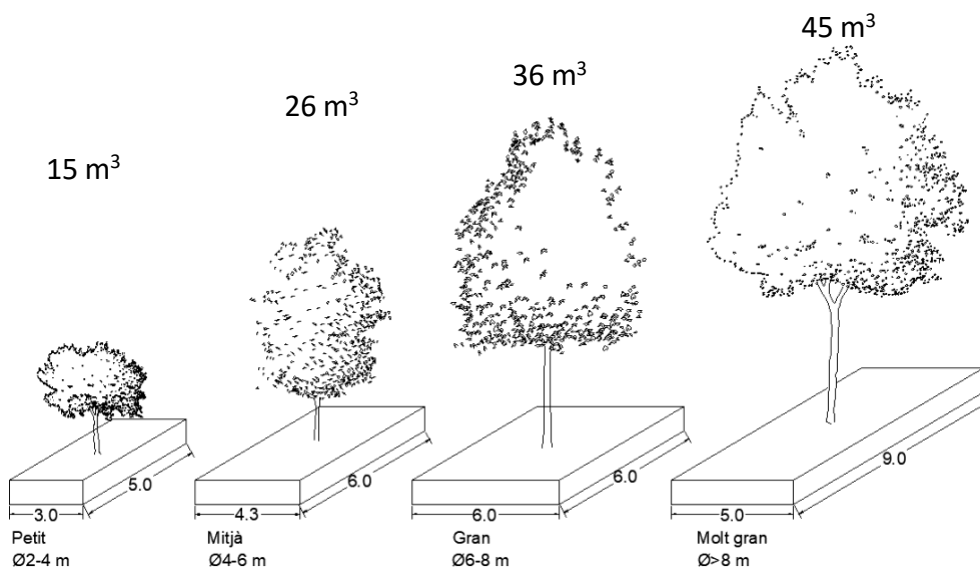 15 m³
26 m³
36 m³
45 m³
3.0
5.0
4.3
6.0
6.0
6.0
5.0
9.0
Petit
Ø2-4 m
Mitjà
Ø4-6 m
Gran
Ø6-8 m
Molt gran
Ø>8 m